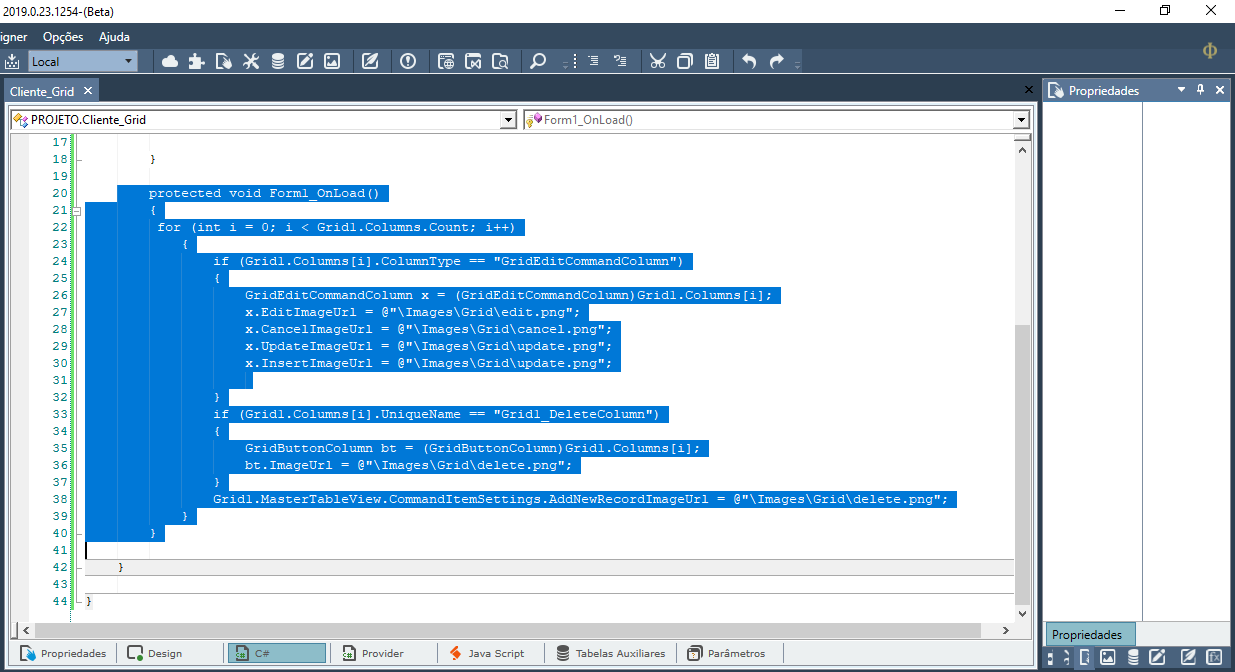 2019.0.23.1254-(Beta)
igner Opções Ajuda
Local
Cliente_Grid
Propriedades
PROJETO.Cliente_Grid Form1_OnLoad()
17
18 }
19
20 protected void Form1_OnLoad()
21 {
22 for (int i = 0; i < Grid1.Columns.Count; i++)
23 {
24 if (Grid1.Columns[i].ColumnType == "GridEditCommandColumn")
25 {
26 GridEditCommandColumn x = (GridEditCommandColumn)Grid1.Columns[i];
27 x.EditImageUrl = @"\Images\Grid\edit.png";
28 x.CancelImageUrl = @"\Images\Grid\cancel.png";
29 x.UpdateImageUrl = @"\Images\Grid\update.png";
30 x.InsertImageUrl = @"\Images\Grid\update.png";
31
32 }
33 if (Grid1.Columns[i].UniqueName == "Grid1_DeleteColumn")
34 {
35 GridButtonColumn bt = (GridButtonColumn)Grid1.Columns[i];
36 bt.ImageUrl = @"\Images\Grid\delete.png";
37 }
38 Grid1.MasterTableView.CommandItemSettings.AddNewRecordImageUrl = @"\Images\Grid\delete.png";
39 }
40 }
41
42 }
43
44 }
Propriedades
Propriedades Design C# Provider Java Script Tabelas Auxiliares Parâmetros